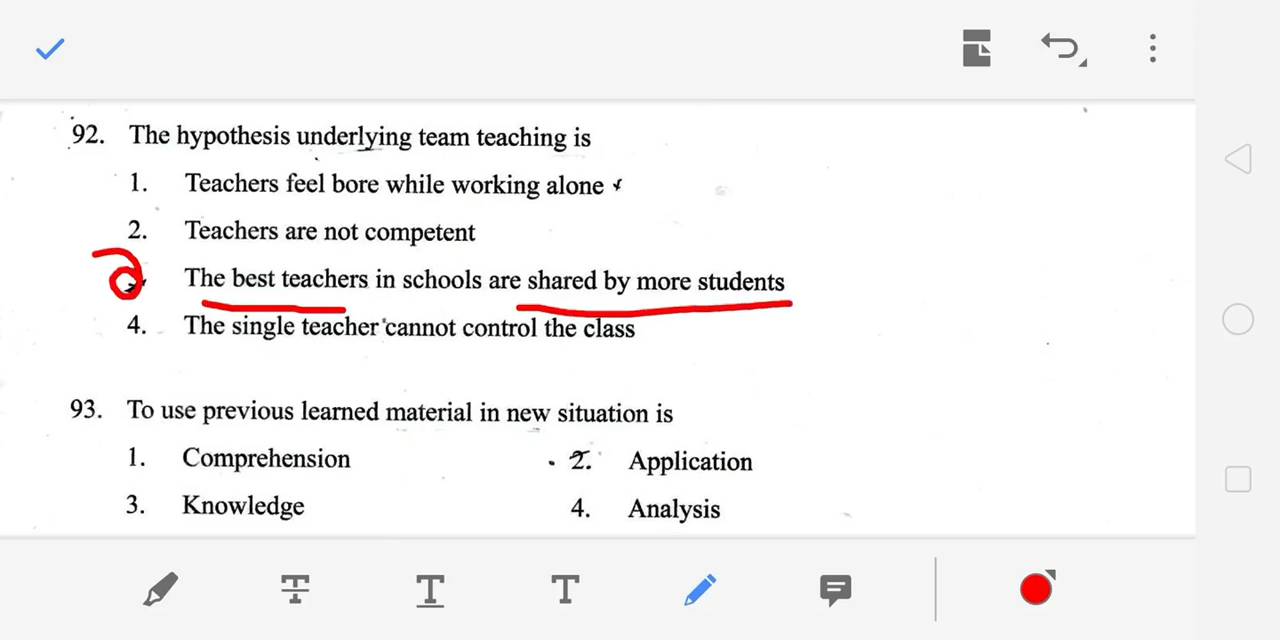 92. The hypothesis underlying team teaching is
1. Teachers feel bore while working alone
2. Teachers are not competent
The best teachers in schools are shared by more students
4. The single teacher cannot control the class
93. To use previous learned material in new situation is
1. Comprehension 2. Application
3. Knowledge 4. Analysis